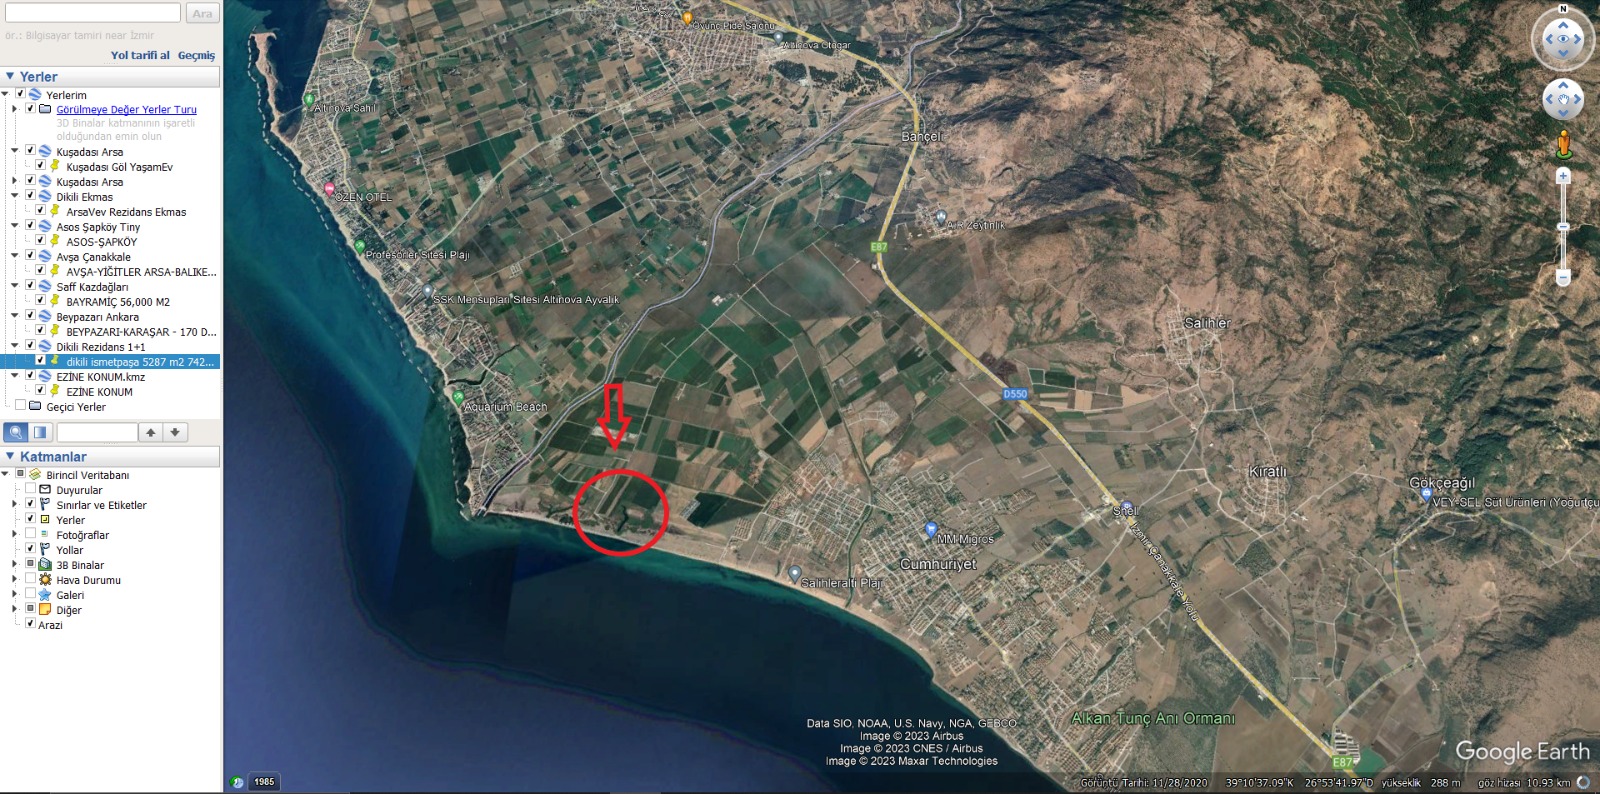 Ara
ör.: Bilgisayar tamiri near İzmir
Yol tarifi al Geçmiş
Yerler
Yerlerim
Görülmeye Değer Yerler Turu
3D Binalar katmanının işaretli
olduğundan emin olun
Kuşadası Arsa
Kuşadası Göl YaşamEv
Kuşadası Arsa
Dikili Ekmas
ArsaVev Rezidans Ekmas
Asos Şapköy Tiny
ASOS-ŞAPKÖY
Avşa Çanakkale
AVŞA-YİĞİTLER ARSA-BALIKE...
Saff Kazdağları
BAYRAMİÇ 56,000 M2
Beypazarı Ankara
BEYPAZARI-KARAŞAR - 170 D...
Dikili Rezidans 1+1
dikili ismetpaşa 5287 m2 742...
EZİNE KONUM.kmz
EZİNE KONUM
Geçici Yerler
Katmanlar
Birincil Veritabanı
Duyurular
Sınırlar ve Etiketler
Yerler
Fotoğraflar
Yollar
3B Binalar
Hava Durumu
Galeri
Diğer
Arazi
Övünç Pide Salonu
Altınova Otogar
Altınova Sahil
Bahçeli
ÖZEN OTEL
AIR Zeytinlik
E87
Profesörler Sitesi Plajı
SSK Mensupları Sitesi Altınova Ayvalık
Salihler
D550
Aquarium Beach
Kıratlı
Gökçeağıl
VEY-SEL Süt Ürünleri (Yoğurtçu
Shell
MM Migros
İzmir Çanakkale Yolu
Cumhuriyet
Salihleraltı Plajı
Alkan Tunç Anı Ormanı
E87
N
Data SIO, NOAA, U.S. Navy, NGA, GEBCO
Image © 2023 Airbus
Image © 2023 CNES / Airbus
Image © 2023 Maxar Technologies
Google Earth
1985
Görüntü Tarihi: 11/28/2020 39°10'37.09"K 26°53'41.97"D yükseklik 288 m göz hizası 10.93 km